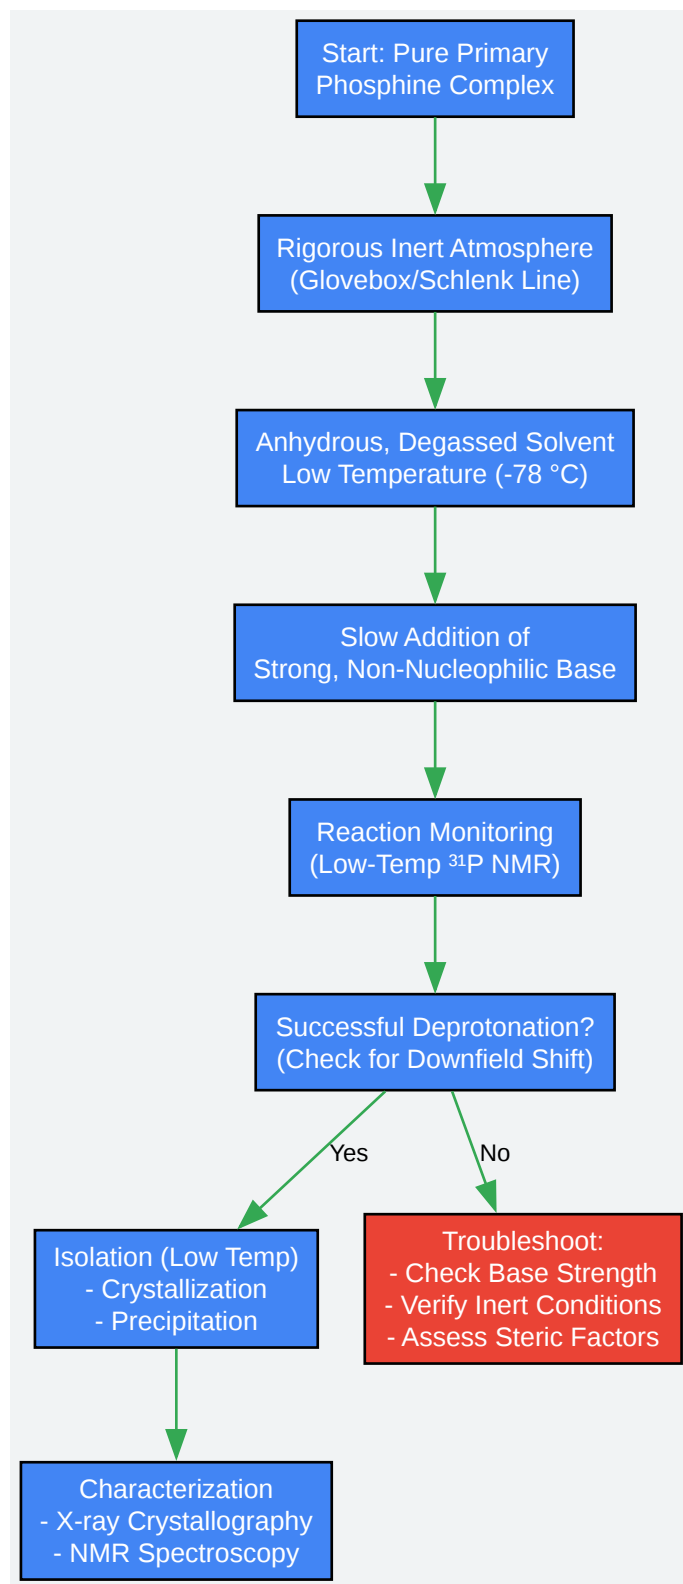 Start: Pure Primary
Phosphine Complex
Rigorous Inert Atmosphere
(Glovebox/Schlenk Line)
Anhydrous, Degassed Solvent
Low Temperature (-78 °C)
Slow Addition of
Strong, Non-Nucleophilic Base
Reaction Monitoring
(Low-Temp ³¹P NMR)
Successful Deprotonation?
(Check for Downfield Shift)
Yes
No
Isolation (Low Temp)
- Crystallization
- Precipitation
Troubleshoot:
- Check Base Strength
- Verify Inert Conditions
- Assess Steric Factors
Characterization
- X-ray Crystallography
- NMR Spectroscopy